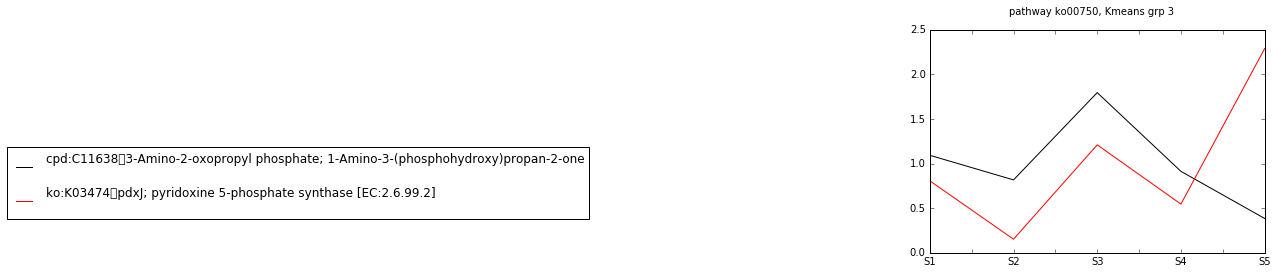 pathway ko00750, Kmeans grp 3
2.5
2.0
1.5
1.0
0.5
0.0
S1 S2 S3 S4 S5
cpd:C11638▯3-Amino-2-oxopropyl phosphate; 1-Amino-3-(phosphohydroxy)propan-2-one
ko:K03474▯pdxJ; pyridoxine 5-phosphate synthase [EC:2.6.99.2]